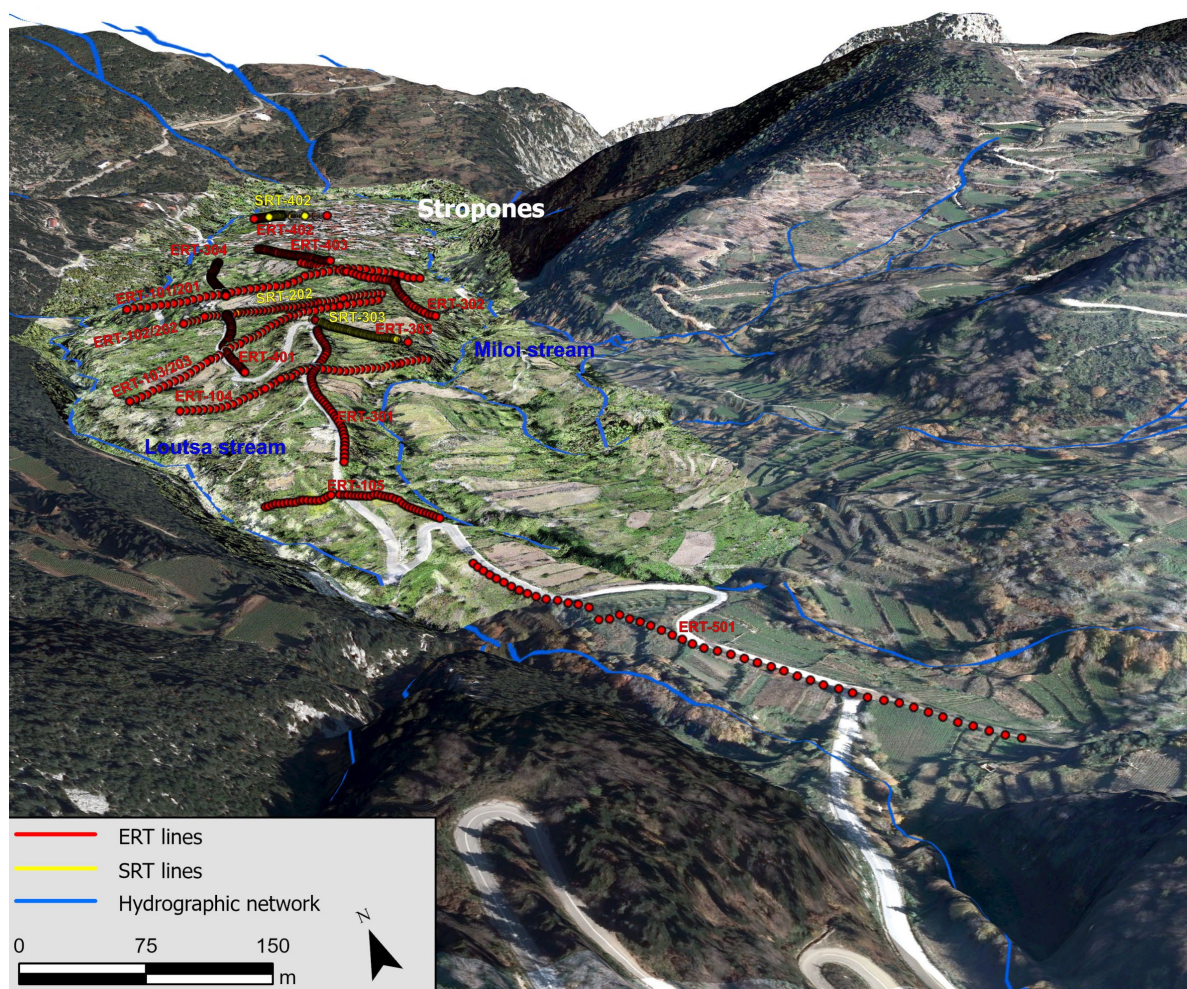 SRT-402
Stropones
ERT-402
ERT-304
ERT-403
ERT-101/201
SRT-202
ERT-302
ERT-102/202
SRT-303
ERT-303
Miloi stream
ERT-401
ERT-103/203
ERT-104
ERT-301
Loutsa stream
ERT-105
ERT-501
ERT lines
SRT lines
Hydrographic network
N
0 75 150
m